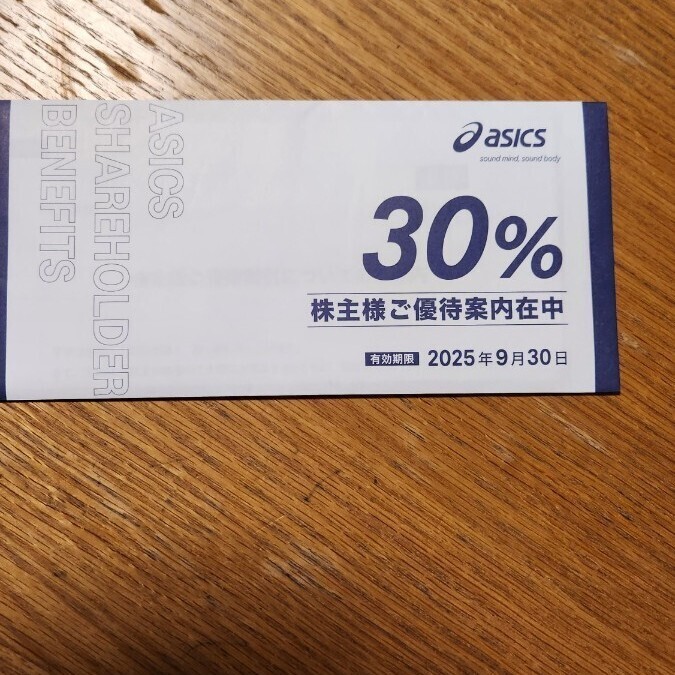 ASICS
SHAREHOLDER
BENEFITS
asics
sound mind, sound body
30%
株主様ご優待案内在中
有効期限 2025年9月30日